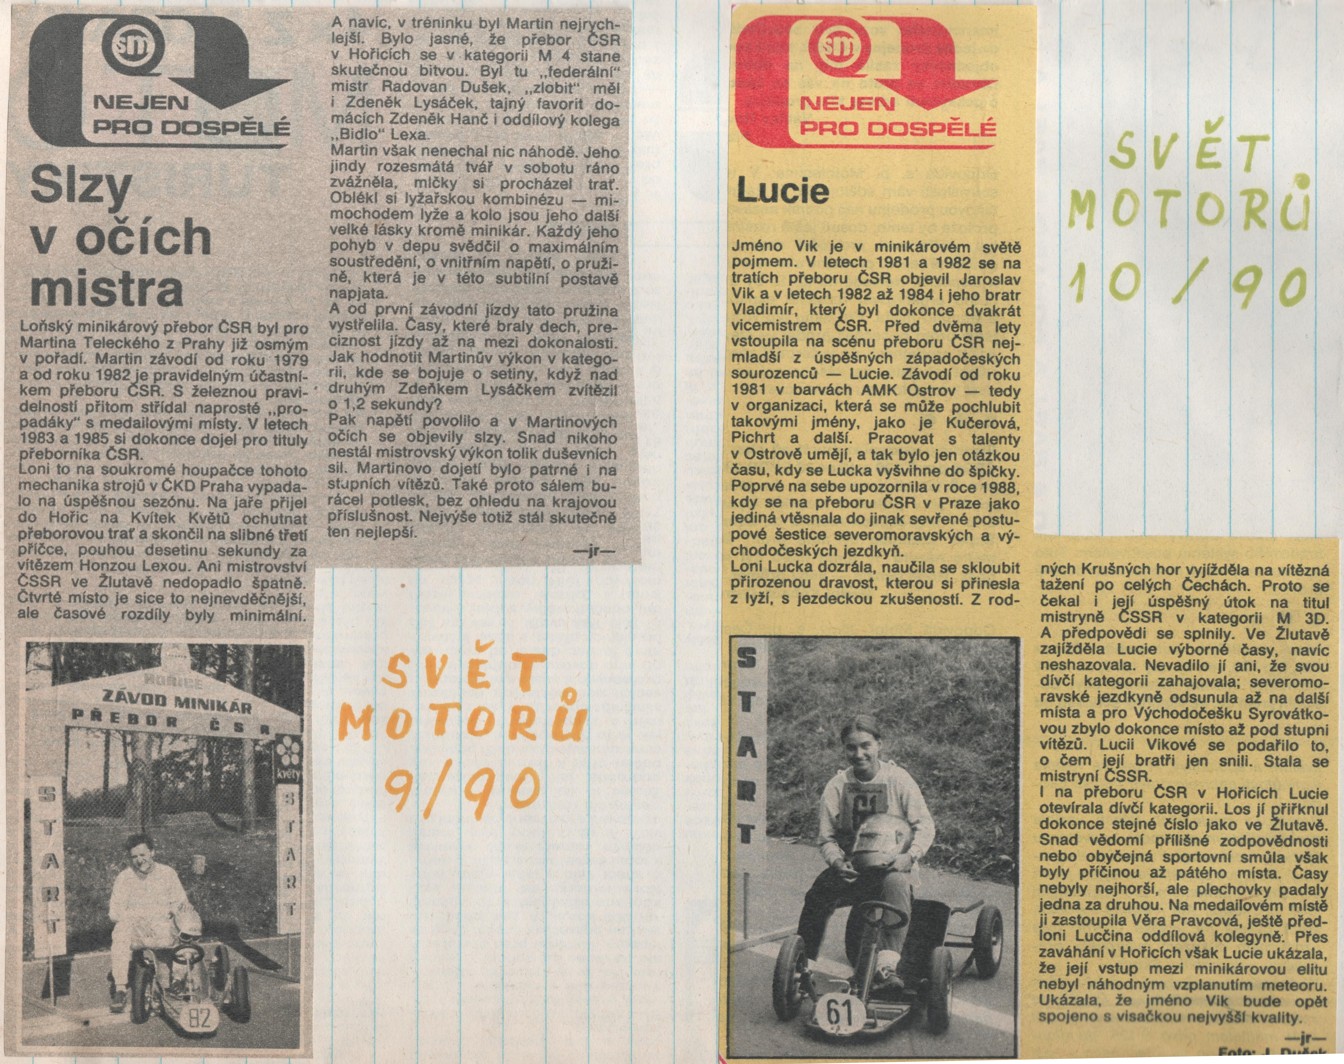 sm
NEJEN
PRO DOSPĚLÉ
Slzy
v očích
mistra
Loňský minikárový přebor ČSR byl pro
Martina Teleckého z Prahy již osmým
v pořadí. Martin závodí od roku 1979
a od roku 1982 je pravidelným účastní-
kem přeboru ČSR. S železnou pravi-
delností přitom střídal naprosté „pro-
padáky“ s medailovými místy. V letech
1983 a 1985 si dokonce dojel pro tituly
přeborníka ČSR.
Loni to na soukromé houpačce tohoto
mechanika strojů v ČKD Praha vypada-
lo na úspěšnou sezónu. Na jaře přijel
do Hořic na Kvítek Květů ochutnat
přeborovou trať a skončil na slibné třetí
příčce, pouhou desetinu sekundy za
vítězem Honzou Lexou. Ani mistrovství
ČSSR ve Žlutavě nedopadlo špatně.
Čtvrté místo je sice to nejnevděčnější,
ale časové rozdíly byly minimální.
A navíc, v tréninku byl Martin nejrych-
lejší. Bylo jasné, že přebor ČSR
v Hořicích se v kategorii M 4 stane
skutečnou bitvou. Byl tu „federální“
mistr Radovan Dušek, „zlobit“ měl
i Zdeněk Lysáček, tajný favorit do-
mácích Zdeněk Hanč i oddílový kolega
„Bidlo“ Lexa.
Martin však nenechal nic náhodě. Jeho
jindy rozesmátá tvář v sobotu ráno
zvážněla, mlčky si procházel trať.
Oblékl si lyžařskou kombinézu — mi-
mochodem lyže a kolo jsou jeho další
velké lásky kromě minikár. Každý jeho
pohyb v depu svědčil o maximálním
soustředění, o vnitřním napětí, o pruži-
ně, která je v této subtilní postavě
napjata.
A od první závodní jízdy tato pružina
vystřelila. Časy, které braly dech, pre-
ciznost jízdy až na mezi dokonalosti.
Jak hodnotit Martinův výkon v katego-
rii, kde se bojuje o setiny, když nad
druhým Zdeňkem Lysáčkem zvítězil
o 1,2 sekundy?
Pak napětí povolilo a v Martinových
očích se objevily slzy. Snad nikoho
nestál mistrovský výkon tolik duševních
sil. Martinovo dojetí bylo patrné i na
stupních vítězů. Také proto sálem bu-
rácel potlesk, bez ohledu na krajovou
příslušnost. Nejvýše totiž stál skutečně
ten nejlepší.
—jr—
HOŘICE
ZÁVOD MINIKÁR
PŘEBOR ČSR
květy
START
START
82
SVĚT
MOTORŮ
9/90
sm
NEJEN
PRO DOSPĚLÉ
Lucie
Jméno Vik je v minikárovém světě
pojmem. V letech 1981 a 1982 se na
tratích přeboru ČSR objevil Jaroslav
Vik a v letech 1982 až 1984 i jeho bratr
Vladimír, který byl dokonce dvakrát
vicemistrem ČSR. Před dvěma lety
vstoupila na scénu přeboru ČSR nej-
mladší z úspěšných západočeských
sourozenců — Lucie. Závodí od roku
1981 v barvách AMK Ostrov — tedy
v organizaci, která se může pochlubit
takovými jmény, jako je Kučerová,
Pichrt a další. Pracovat s talenty
v Ostrově umějí, a tak bylo jen otázkou
času, kdy se Lucka vyšvihne do špičky.
Poprvé na sebe upozornila v roce 1988,
kdy se na přeboru ČSR v Praze jako
jediná vtěsnala do jinak sevřené postu-
pové šestice severomoravských a vý-
chodočeských jezdkyň.
Loni Lucka dozrála, naučila se skloubit
přirozenou dravost, kterou si přinesla
z lyží, s jezdeckou zkušeností. Z rod-
ných Krušných hor vyjížděla na vítězná
tažení po celých Čechách. Proto se
čekal i její úspěšný útok na titul
mistryně ČSSR v kategorii M 3D.
A předpovědi se splnily. Ve Žlutavě
zajížděla Lucie výborné časy, navíc
neshazovala. Nevadilo jí ani, že svou
dívčí kategorii zahajovala; severomo-
ravské jezdkyně odsunula až na další
místa a pro Východočešku Syrovátko-
vou zbylo dokonce místo až pod stupni
vítězů. Lucii Vikové se podařilo to,
o čem její bratři jen snili. Stala se
mistryní ČSSR.
I na přeboru ČSR v Hořicích Lucie
otevírala dívčí kategorii. Los jí přiřknul
dokonce stejné číslo jako ve Žlutavě.
Snad vědomí přílišné zodpovědnosti
nebo obyčejná sportovní smůla však
byly příčinou až pátého místa. Časy
nebyly nejhorší, ale plechovky padaly
jedna za druhou. Na medailovém místě
ji zastoupila Věra Pravcová, ještě před-
loni Lucčina oddílová kolegyně. Přes
zaváhání v Hořicích však Lucie ukázala,
že její vstup mezi minikárovou elitu
nebyl náhodným vzplanutím meteoru.
Ukázala, že jméno Vik bude opět
spojeno s visačkou nejvyšší kvality.
—jr—
Foto: J. Dušek
START
61
61
SVĚT
MOTORŮ
10/90